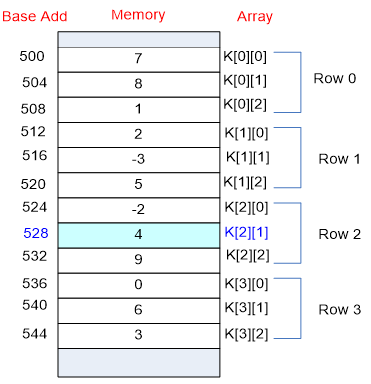 Base Add Memory Array
500 7 K[0][0]
504 8 K[0][1] Row 0
508 1 K[0][2]
512 2 K[1][0]
516 -3 K[1][1] Row 1
520 5 K[1][2]
524 -2 K[2][0]
528 4 K[2][1] Row 2
532 9 K[2][2]
536 0 K[3][0]
540 6 K[3][1] Row 3
544 3 K[3][2]